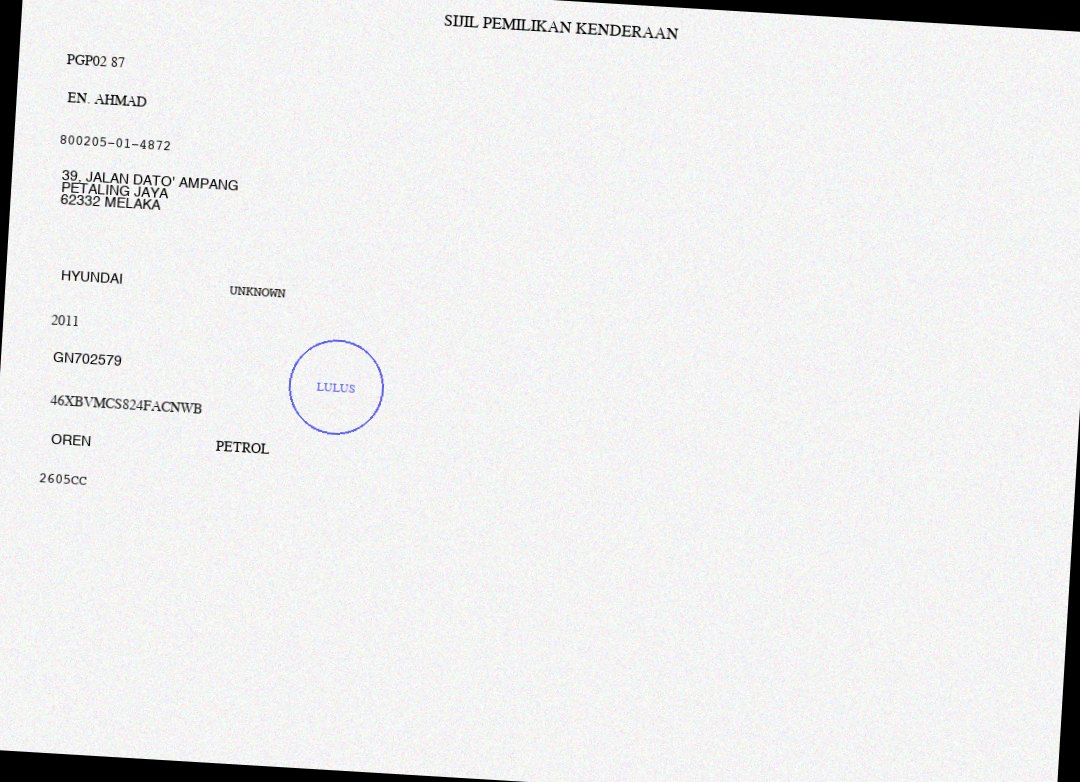 SIJIL PEMILIKAN KENDERAAN
PGP02 87
EN. AHMAD
800205-01-4872
39, JALAN DATO' AMPANG
PETALING JAYA
62332 MELAKA
HYUNDAI UNKNOWN
2011
GN702579
LULUS
46XBVMCS824FACNWB
OREN PETROL
2605CC